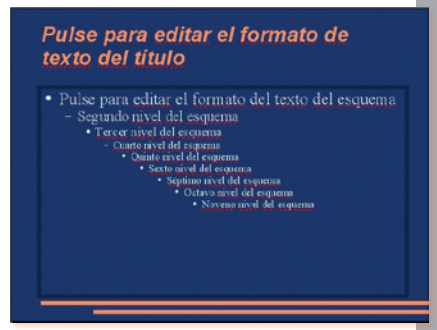 Pulse para editar el formato de
texto del título
• Pulse para editar el formato del texto del esquema
– Segundo nivel del esquema
• Tercer nivel del esquema
– Cuarto nivel del esquema
• Quinto nivel del esquema
• Sexto nivel del esquema
• Séptimo nivel del esquema
• Octavo nivel del esquema
• Noveno nivel del esquema